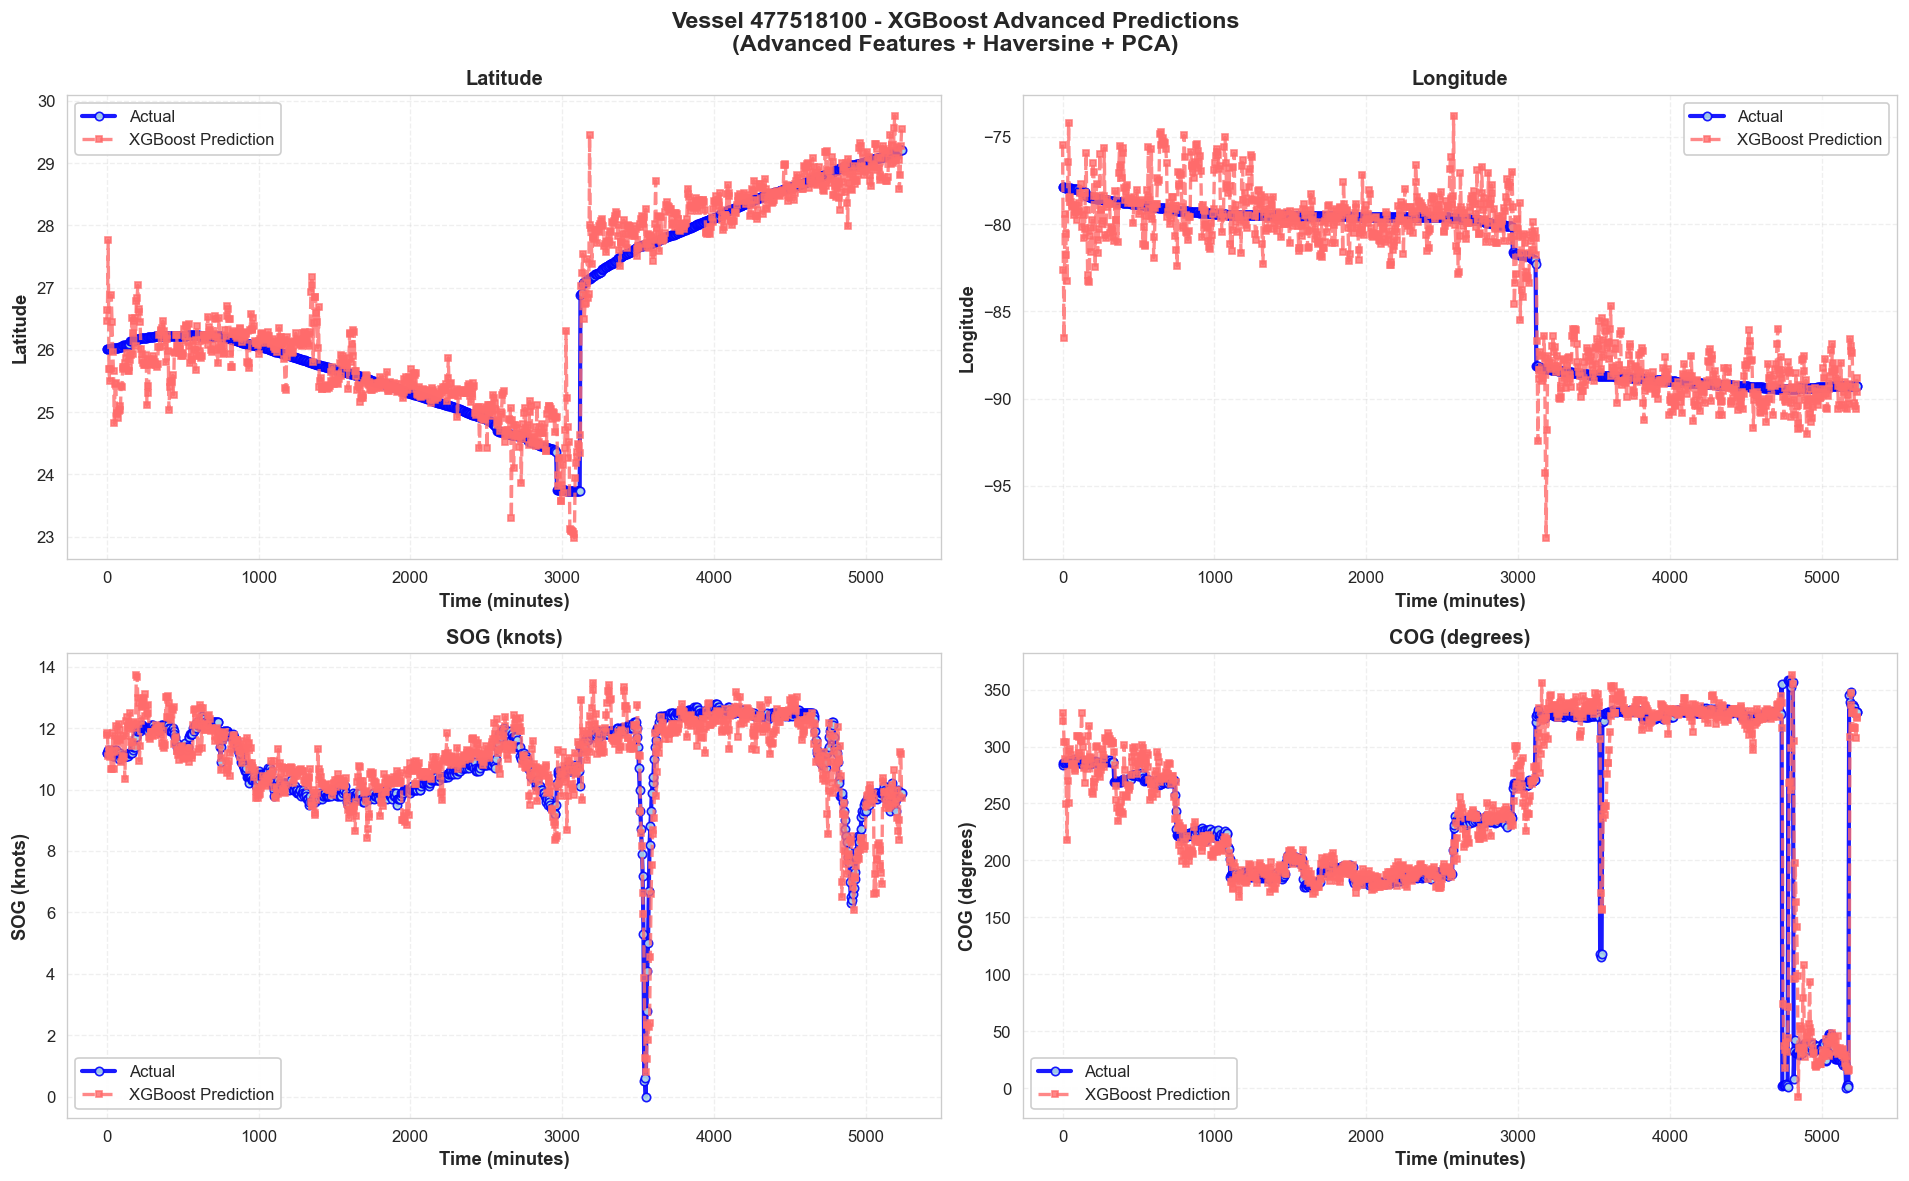 Vessel 477518100 - XGBoost Advanced Predictions
(Advanced Features + Haversine + PCA)
Latitude
30
29
28
27
26
25
24
23
Latitude
Actual
XGBoost Prediction
0 1000 2000 3000 4000 5000
Time (minutes)
Longitude
−75
−80
−85
−90
−95
Longitude
Actual
XGBoost Prediction
0 1000 2000 3000 4000 5000
Time (minutes)
SOG (knots)
14
12
10
8
6
4
2
0
SOG (knots)
Actual
XGBoost Prediction
0 1000 2000 3000 4000 5000
Time (minutes)
COG (degrees)
350
300
250
200
150
100
50
0
COG (degrees)
Actual
XGBoost Prediction
0 1000 2000 3000 4000 5000
Time (minutes)